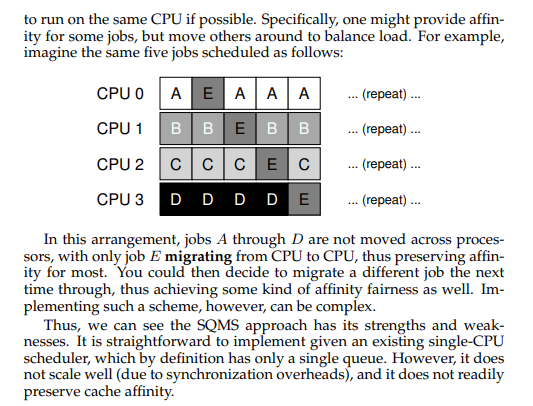 to run on the same CPU if possible. Specifically, one might provide affin-
ity for some jobs, but move others around to balance load. For example,
imagine the same five jobs scheduled as follows:
CPU 0 A E A A A ... (repeat) ...
CPU 1 B B E B B ... (repeat) ...
CPU 2 C C C E C ... (repeat) ...
CPU 3 D D D D E ... (repeat) ...
In this arrangement, jobs A through D are not moved across proces-
sors, with only job E migrating from CPU to CPU, thus preserving affin-
ity for most. You could then decide to migrate a different job the next
time through, thus achieving some kind of affinity fairness as well. Im-
plementing such a scheme, however, can be complex.
Thus, we can see the SQMS approach has its strengths and weak-
nesses. It is straightforward to implement given an existing single-CPU
scheduler, which by definition has only a single queue. However, it does
not scale well (due to synchronization overheads), and it does not readily
preserve cache affinity.